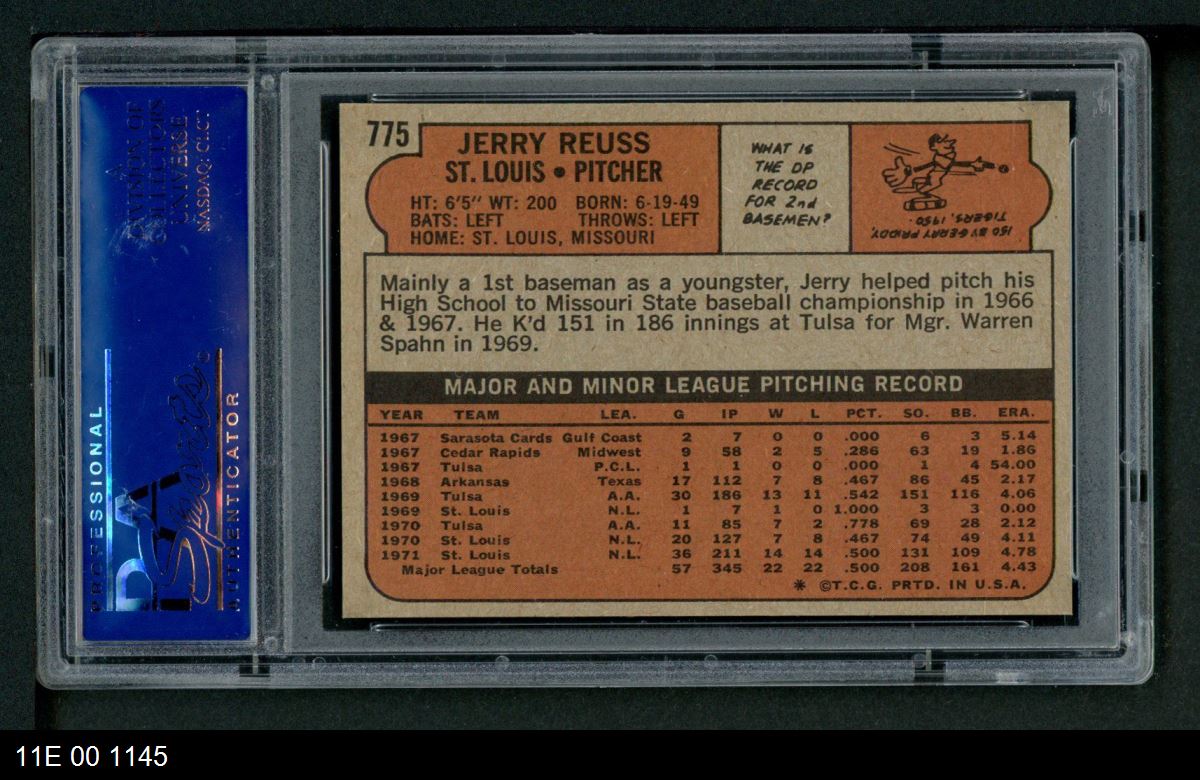 775
JERRY REUSS
ST. LOUIS • PITCHER
HT: 6'5" WT: 200 BORN: 6-19-49
BATS: LEFT THROWS: LEFT
HOME: ST. LOUIS, MISSOURI
WHAT IS
THE DP
RECORD
FOR 2nd
BASEMEN?
150 BY GERRY PRIDDY,
TIGERS, 1950.
Mainly a 1st baseman as a youngster, Jerry helped pitch his
High School to Missouri State baseball championship in 1966
& 1967. He K'd 151 in 186 innings at Tulsa for Mgr. Warren
Spahn in 1969.
MAJOR AND MINOR LEAGUE PITCHING RECORD
YEAR TEAM LEA. G IP W L PCT. SO. BB. ERA.
1967 Sarasota Cards Gulf Coast 2 7 0 0 .000 6 3 5.14
1967 Cedar Rapids Midwest 9 58 2 5 .286 63 19 1.86
1967 Tulsa P.C.L. 1 1 0 0 .000 1 4 54.00
1968 Arkansas Texas 17 112 7 8 .467 86 45 2.17
1969 Tulsa A.A. 30 186 13 11 .542 151 116 4.06
1969 St. Louis N.L. 1 7 1 0 1.000 3 3 0.00
1970 Tulsa A.A. 11 85 7 2 .778 69 28 2.12
1970 St. Louis N.L. 20 127 7 8 .467 74 49 4.11
1971 St. Louis N.L. 36 211 14 14 .500 131 109 4.78
Major League Totals 57 345 22 22 .500 208 161 4.43
* ©T.C.G. PRTD. IN U.S.A.
DIVISION OF
COLLECTORS
UNIVERSE
NASDAQ: CLCT
PROFESSIONAL
PSA
Sports
AUTHENTICATOR
11E 00 1145